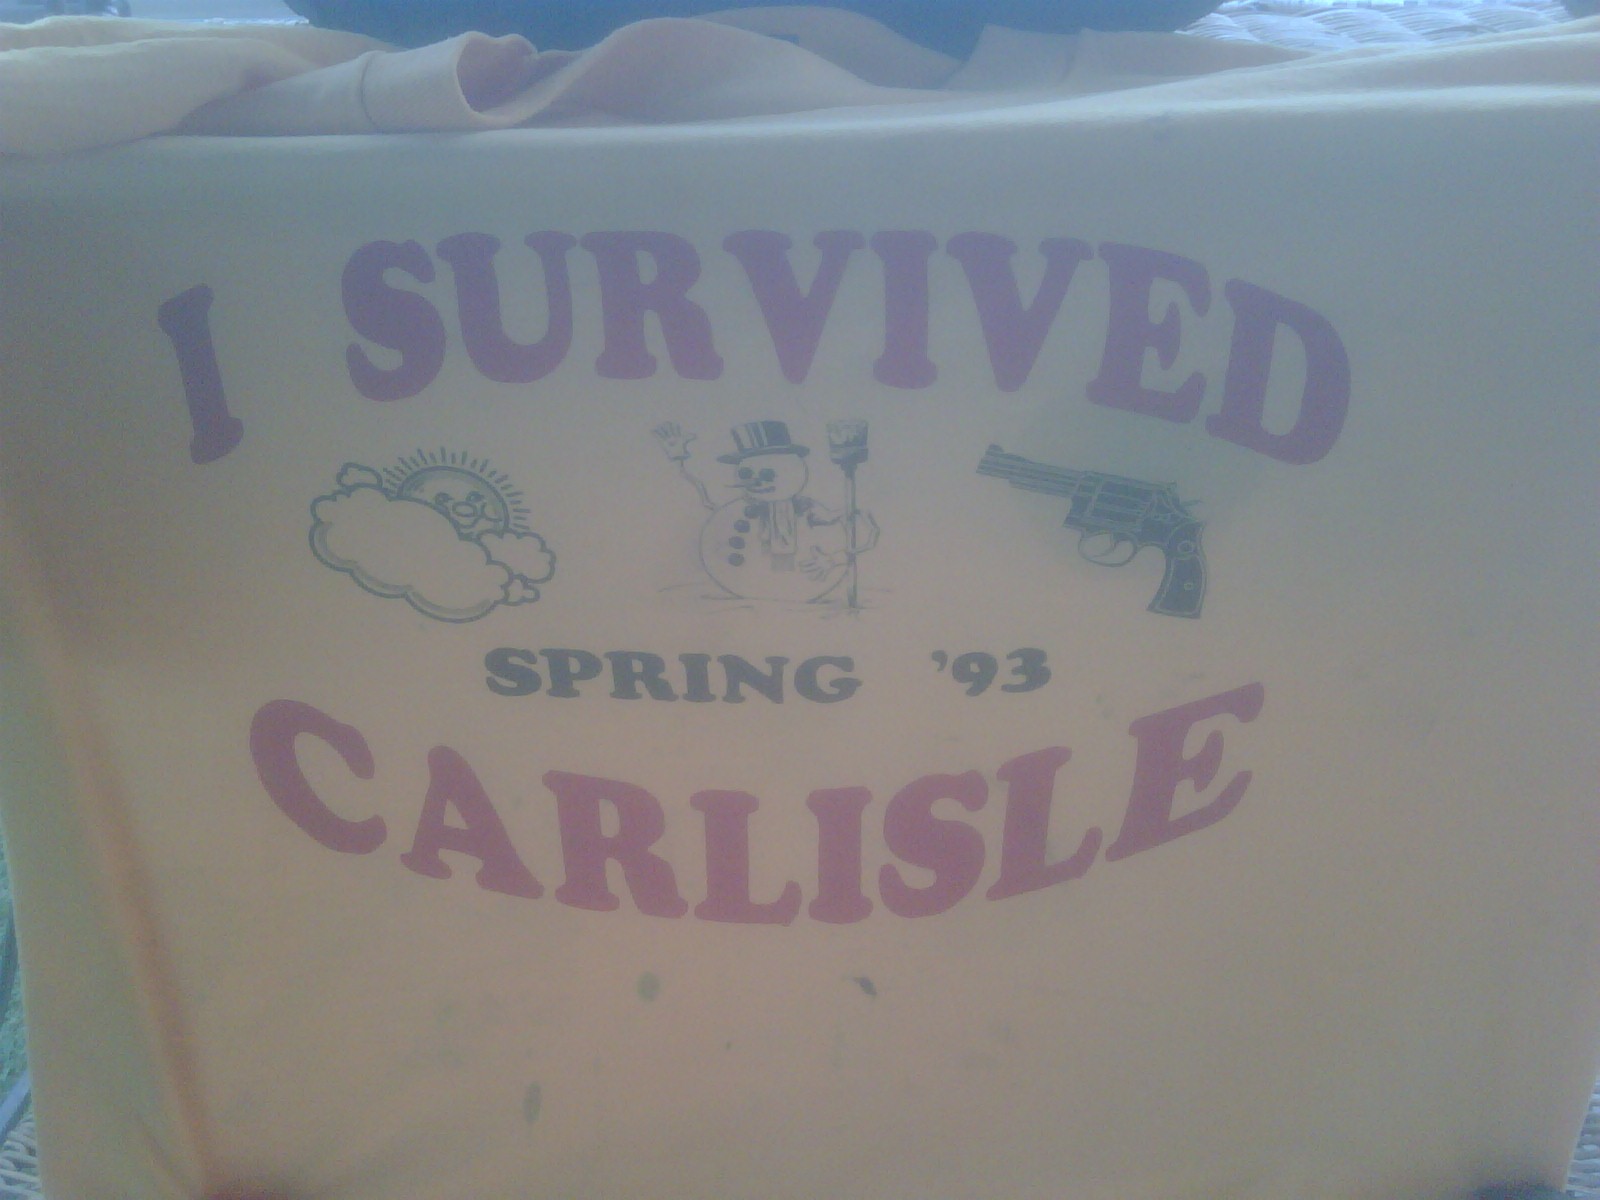 I SURVIVED
SPRING '93
CARLISLE